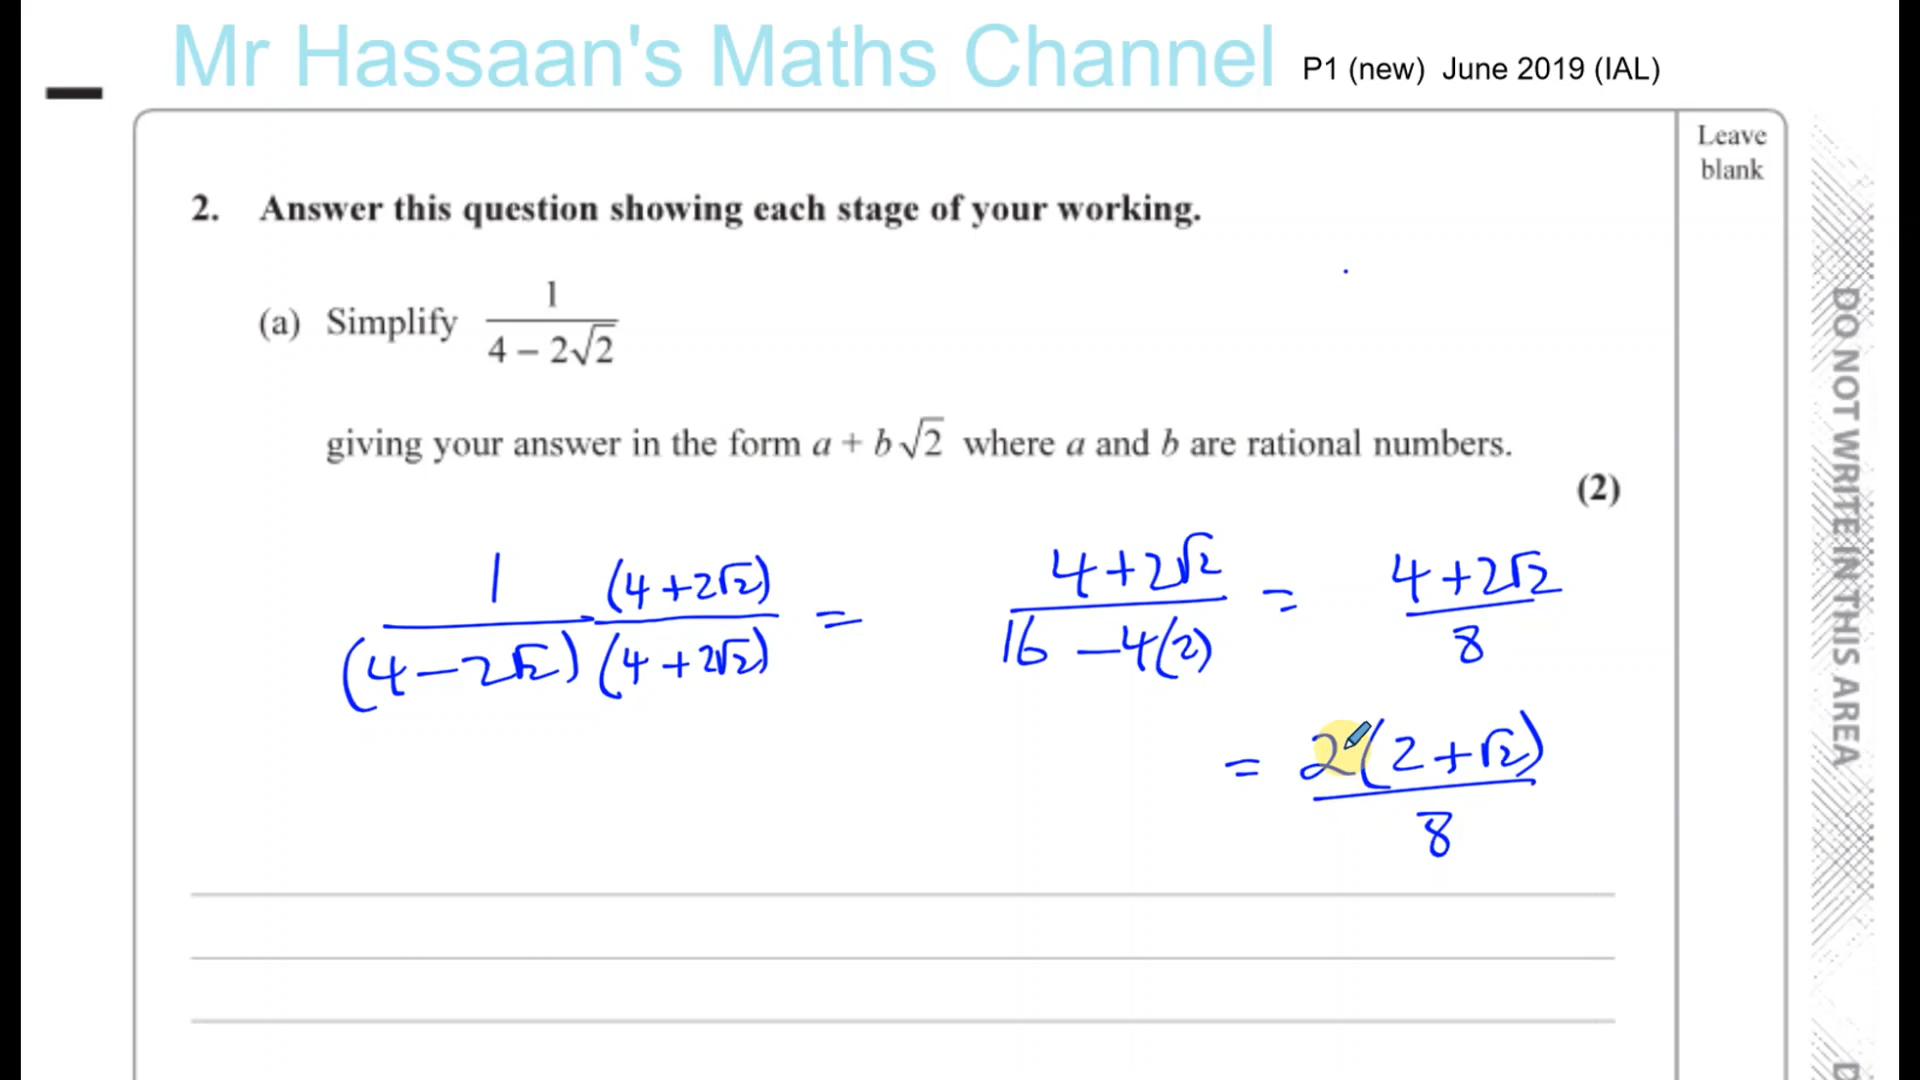 Mr Hassaan's Maths Channel P1 (new) June 2019 (IAL)
Leave
blank
2. Answer this question showing each stage of your working.
(a) Simplify 1/(4 − 2√2)
giving your answer in the form a + b√2 where a and b are rational numbers.
(2)
1/(4−2√2) (4+2√2)/(4+2√2) = (4+2√2)/(16−4(2)) = (4+2√2)/8
= 2(2+√2)/8
DO NOT WRITE IN THIS AREA
D